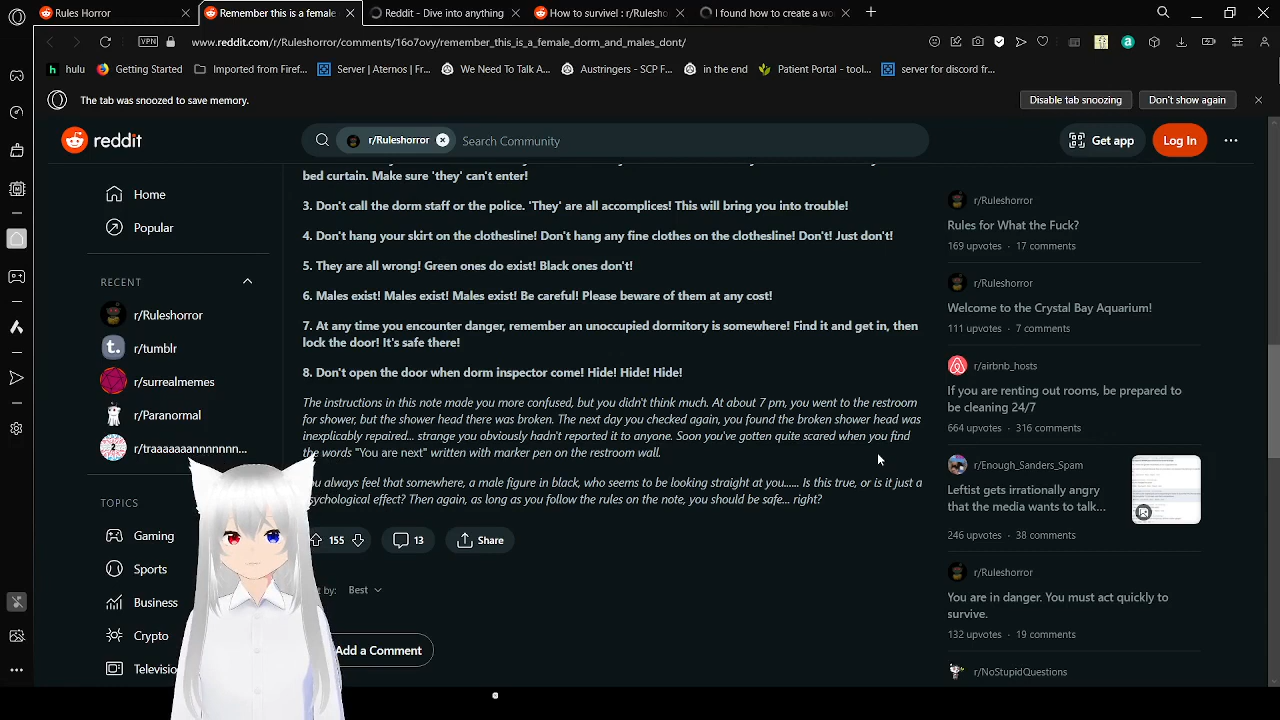 Rules Horror
Remember this is a female
Reddit - Dive into anything
How to survivel : r/Rulesho
I found how to create a wo
VPN
www.reddit.com/r/Ruleshorror/comments/16o7ovy/remember_this_is_a_female_dorm_and_males_dont/
hulu
Getting Started
Imported from Firef...
Server | Aternos | Fr...
We Used To Talk A...
Austringers - SCP F...
in the end
Patient Portal - tool...
server for discord fr...
The tab was snoozed to save memory.
Disable tab snoozing
Don't show again
reddit
r/Ruleshorror
Search Community
Get app
Log In
Home
Popular
RECENT
r/Ruleshorror
r/tumblr
r/surrealmemes
r/Paranormal
r/traaaaaaannnnnnn...
TOPICS
Gaming
Sports
Business
Crypto
Televisio
bed curtain. Make sure 'they' can't enter!
3. Don't call the dorm staff or the police. 'They' are all accomplices! This will bring you into trouble!
4. Don't hang your skirt on the clothesline! Don't hang any fine clothes on the clothesline! Don't! Just don't!
5. They are all wrong! Green ones do exist! Black ones don't!
6. Males exist! Males exist! Males exist! Be careful! Please beware of them at any cost!
7. At any time you encounter danger, remember an unoccupied dormitory is somewhere! Find it and get in, then
lock the door! It's safe there!
8. Don't open the door when dorm inspector come! Hide! Hide! Hide!
The instructions in this note made you more confused, but you didn't think much. At about 7 pm, you went to the restroom
for shower, but the shower head there was broken. The next day you checked again, you found the broken shower head was
inexplicably repaired... strange you obviously hadn't reported it to anyone. Soon you've gotten quite scared when you find
the words "You are next" written with marker pen on the restroom wall.
u always feel that somewhere, a male figure in black, who seems to be looking straight at you...... Is this true, or is it just a
psychological effect? Then again, as long as you follow the rules on the note, you should be safe... right?
155
13
Share
t by: Best
Add a Comment
r/Ruleshorror
Rules for What the Fuck?
169 upvotes · 17 comments
r/Ruleshorror
Welcome to the Crystal Bay Aquarium!
111 upvotes · 7 comments
r/airbnb_hosts
If you are renting out rooms, be prepared to
be cleaning 24/7
664 upvotes · 316 comments
r/Enough_Sanders_Spam
Leftist gets irrationally angry
that the media wants to talk...
246 upvotes · 38 comments
r/Ruleshorror
You are in danger. You must act quickly to
survive.
132 upvotes · 19 comments
r/NoStupidQuestions